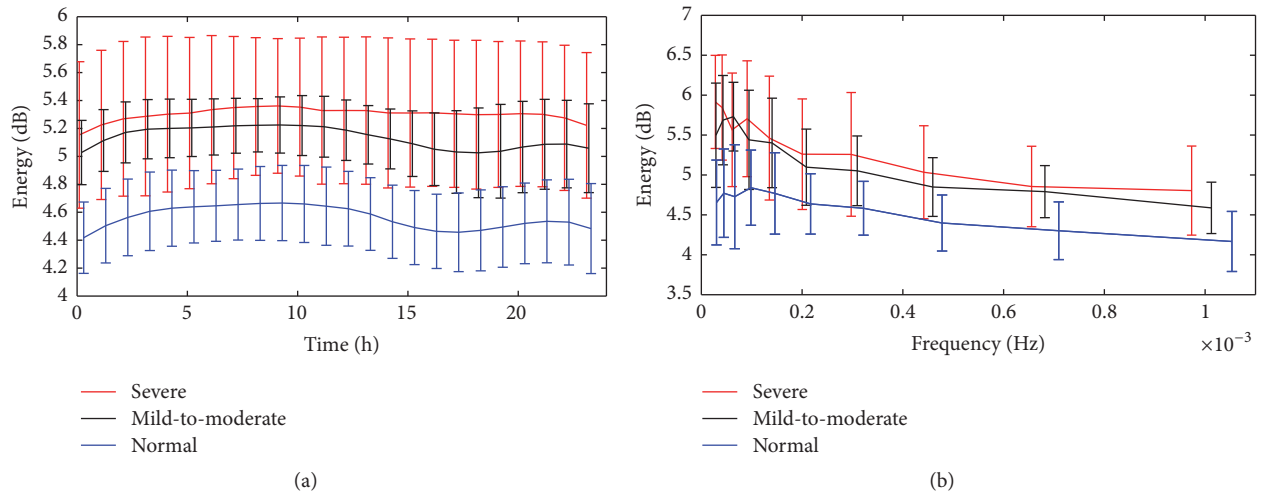 6
5.8
5.6
5.4
5.2
5
4.8
4.6
4.4
4.2
4
Energy (dB)
0
5
10
15
20
Time (h)
Severe
Mild-to-moderate
Normal
(a)
7
6.5
6
5.5
5
4.5
4
3.5
Energy (dB)
0
0.2
0.4
0.6
0.8
1
×10⁻³
Frequency (Hz)
Severe
Mild-to-moderate
Normal
(b)